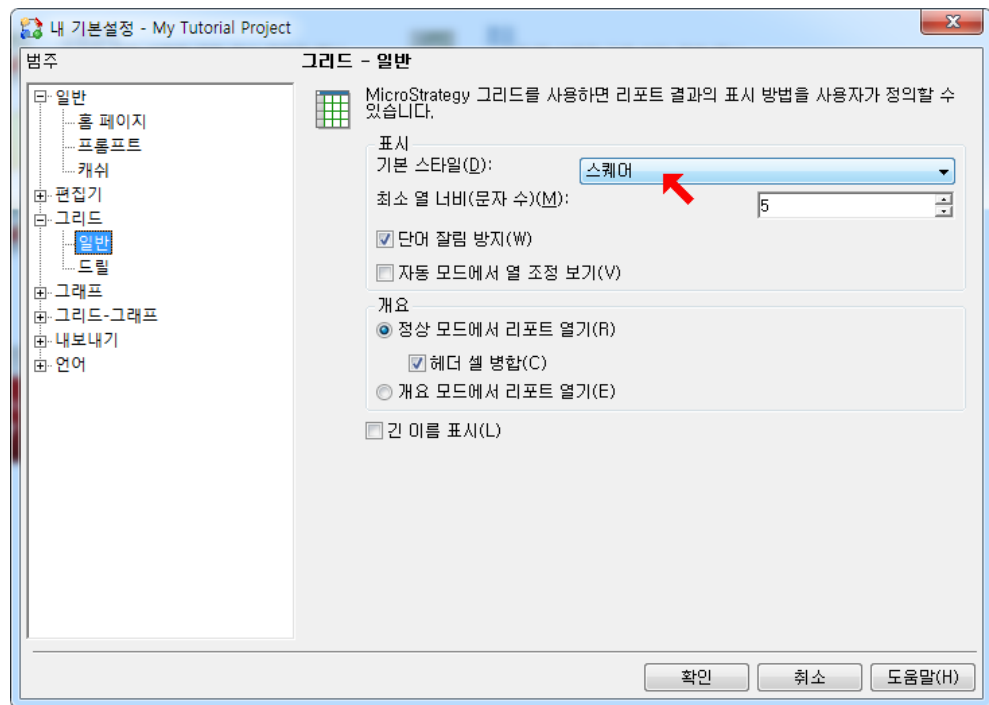 내 기본설정 - My Tutorial Project
범주
일반
홈 페이지
프롬프트
캐쉬
편집기
그리드
일반
드릴
그래프
그리드-그래프
내보내기
언어
그리드 - 일반
MicroStrategy 그리드를 사용하면 리포트 결과의 표시 방법을 사용자가 정의할 수
있습니다.
표시
기본 스타일(D):
스퀘어
최소 열 너비(문자 수)(M):
5
단어 잘림 방지(W)
자동 모드에서 열 조정 보기(V)
개요
정상 모드에서 리포트 열기(R)
헤더 셀 병합(C)
개요 모드에서 리포트 열기(E)
긴 이름 표시(L)
확인
취소
도움말(H)